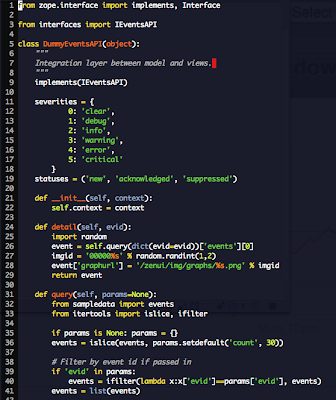 1 from zope.interface import implements, Interface
2
3 from interfaces import IEventsAPI
4
5 class DummyEventsAPI(object):
6     """
7     Integration layer between model and views.
8     """
9     implements(IEventsAPI)
10
11     severities = {
12             0: 'clear',
13             1: 'debug',
14             2: 'info',
15             3: 'warning',
16             4: 'error',
17             5: 'critical'
18         }
19     statuses = ('new', 'acknowledged', 'suppressed')
20
21     def __init__(self, context):
22         self.context = context
23
24     def detail(self, evid):
25         import random
26         event = self.query(dict(evid=evid))['events'][0]
27         imgid = '00000%s' % random.randint(1,2)
28         event['graphurl'] = '/zenui/img/graphs/%s.png' % imgid
29         return event
30
31     def query(self, params=None):
32         from sampledata import events
33         from itertools import islice, ifilter
34
35         if params is None: params = {}
36         events = islice(events, params.setdefault('count', 30))
37
38         # Filter by event id if passed in
39         if 'evid' in params:
40             events = ifilter(lambda x:x['evid']==params['evid'], events)
41         events = list(events)